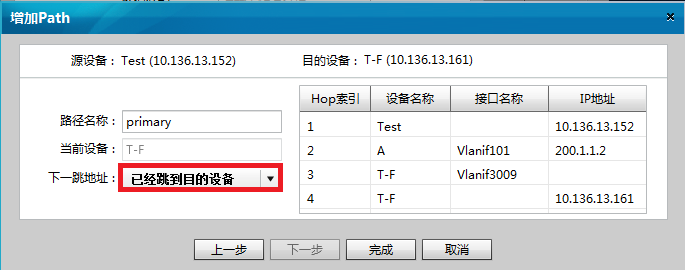 增加Path
源设备： Test (10.136.13.152) 目的设备： T-F (10.136.13.161)
路径名称： primary
当前设备： T-F
下一跳地址： 已经跳到目的设备
Hop索引 设备名称 接口名称 IP地址
1 Test 10.136.13.152
2 A Vlanif101 200.1.1.2
3 T-F Vlanif3009
4 T-F 10.136.13.161
上一步 下一步 完成 取消